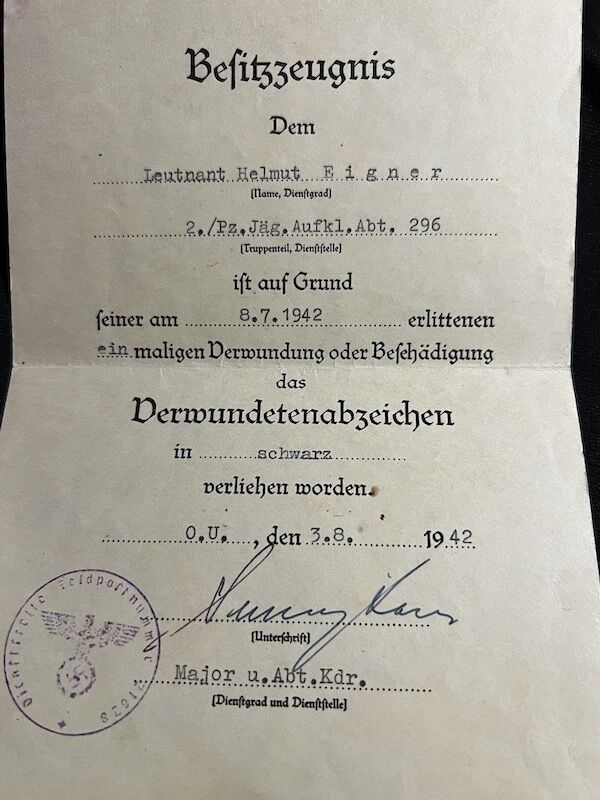 Besitzzeugnis
Dem
Leutnant Helmut E i g n e r
(Name, Dienstgrad)
2./Pz.Jäg.Aufkl.Abt. 296
(Truppenteil, Dienststelle)
ist auf Grund
seiner am 8.7.1942 erlittenen
ein maligen Verwundung oder Beschädigung
das
Verwundetenabzeichen
in schwarz
verliehen worden.
O.U. , den 3.8. 1942
(Unterschrift)
Major u.Abt.Kdr.
(Dienstgrad und Dienststelle)
Dienststelle Feldpostnummer